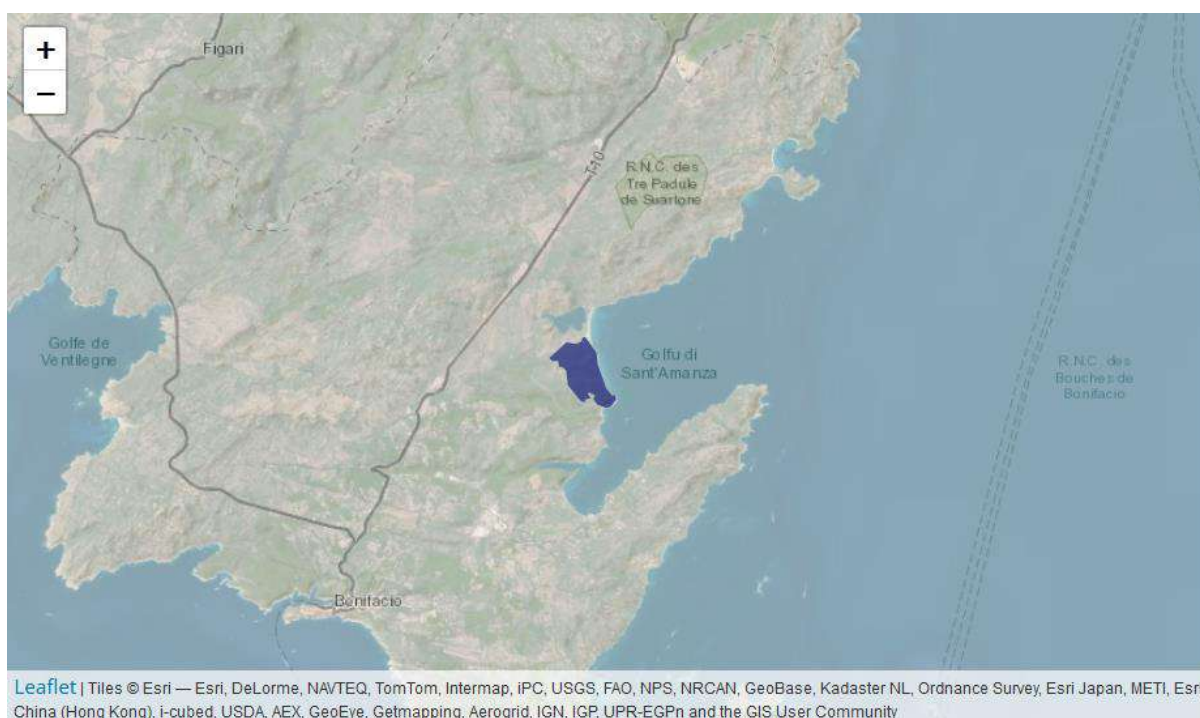 +
−
Figari
T-10
R.N.C. des
Tre Padule
de Suartone
Golfe de
Ventilegne
Golfu di
Sant'Amanza
R.N.C. des
Bouches de
Bonifacio
Bonifacio
Leaflet | Tiles © Esri — Esri, DeLorme, NAVTEQ, TomTom, Intermap, iPC, USGS, FAO, NPS, NRCAN, GeoBase, Kadaster NL, Ordnance Survey, Esri Japan, METI, Esri
China (Hong Kong), i-cubed, USDA, AEX, GeoEye, Getmapping, Aerogrid, IGN, IGP, UPR-EGPn and the GIS User Community